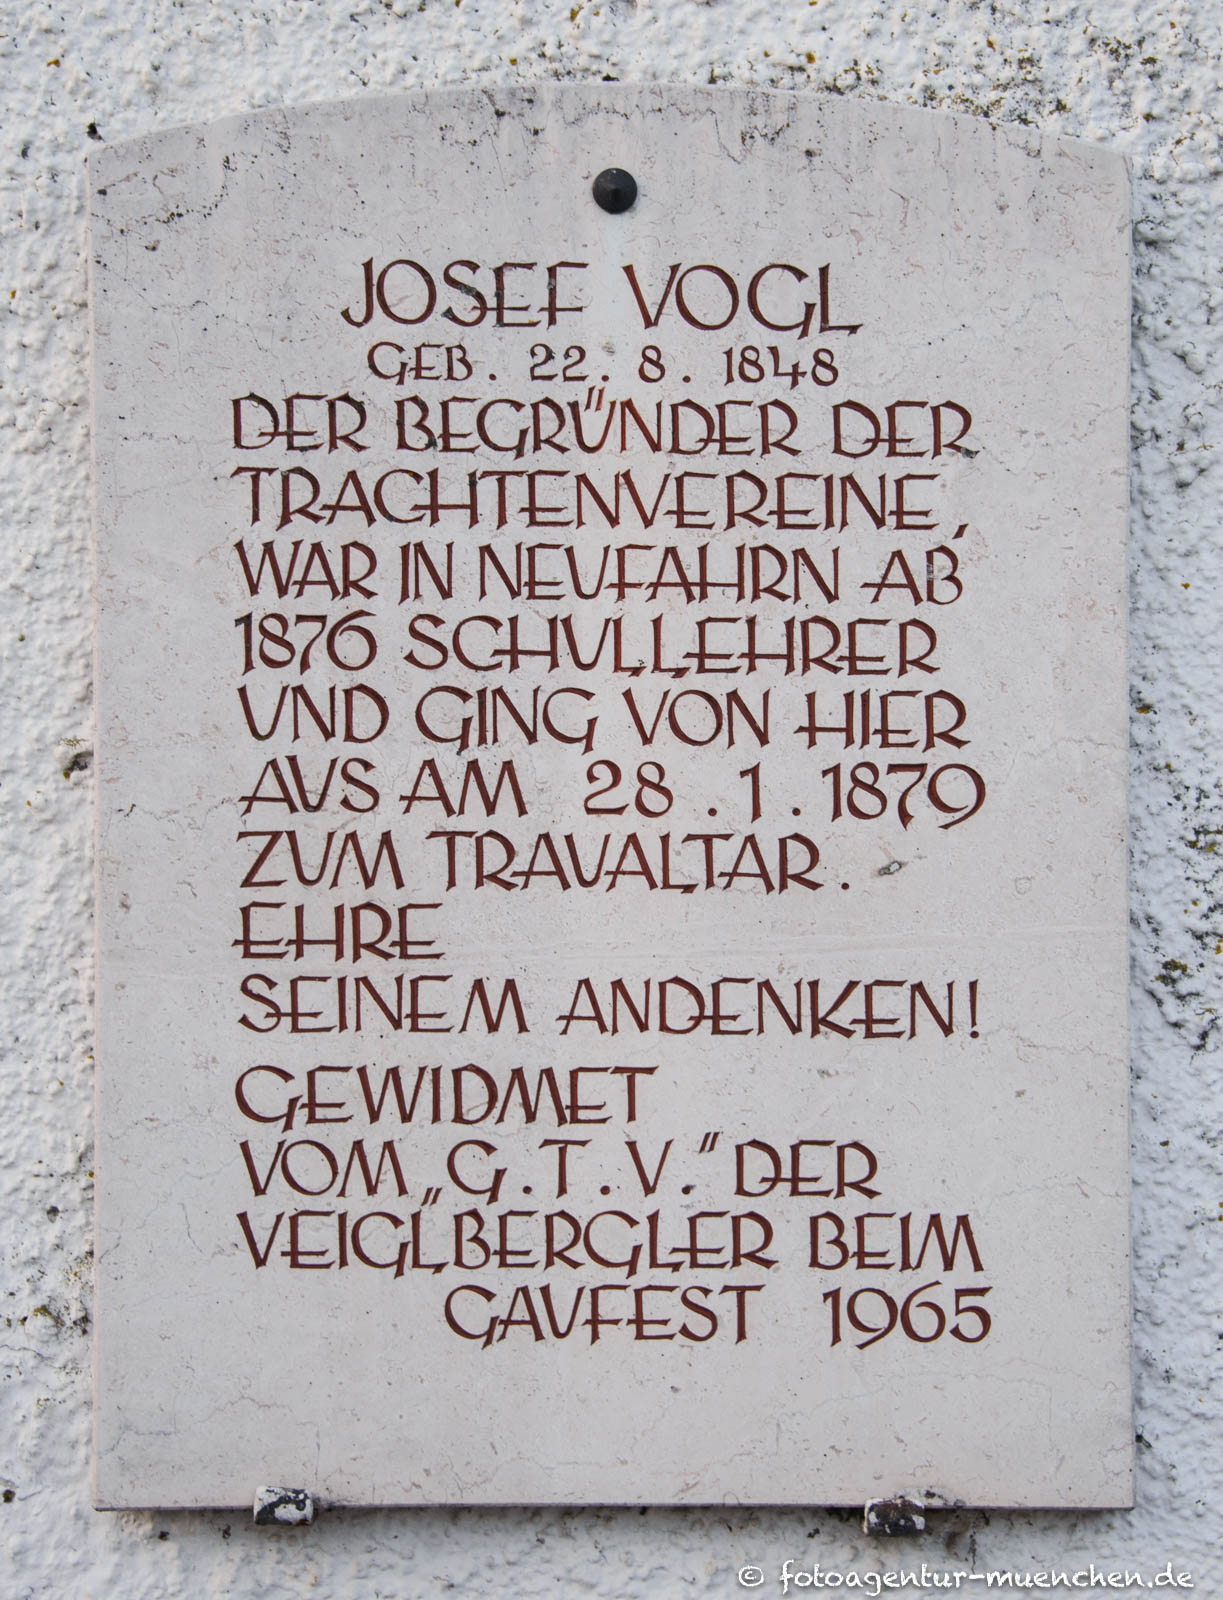 JOSEF VOGL
GEB. 22. 8. 1848
DER BEGRÜNDER DER
TRACHTENVEREINE,
WAR IN NEUFAHRN AB
1876 SCHULLEHRER
UND GING VON HIER
AUS AM 28.1.1879
ZUM TRAUALTAR.
EHRE
SEINEM ANDENKEN!
GEWIDMET
VOM „G.T.V.“ DER
VEIGLBERGLER BEIM
GAUFEST 1965
© fotoagentur-muenchen.de